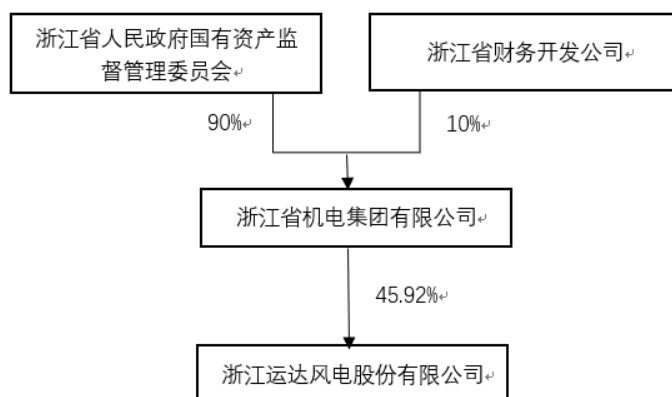 浙江省人民政府国有资产监
督管理委员会
浙江省财务开发公司
90%
10%
浙江省机电集团有限公司
45.92%
浙江运达风电股份有限公司